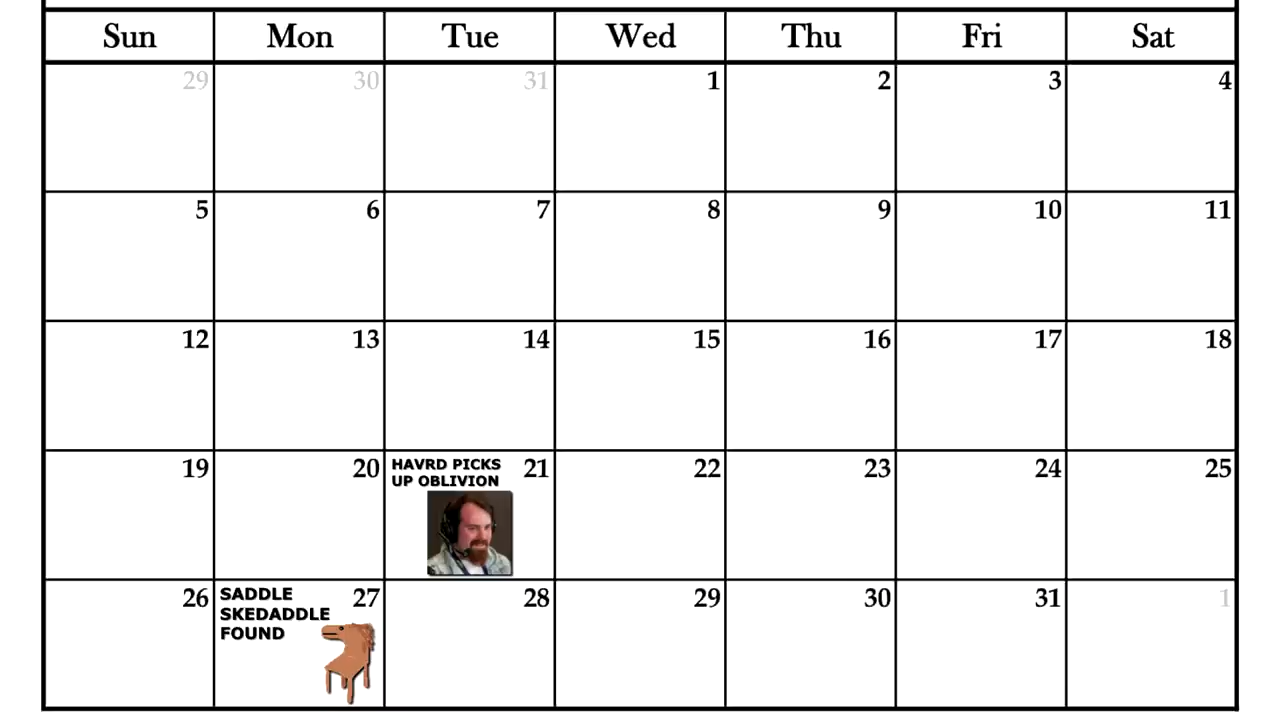 Sun Mon Tue Wed Thu Fri Sat
29 30 31 1 2 3 4
5 6 7 8 9 10 11
12 13 14 15 16 17 18
19 20 HAVRD PICKS 21 22 23 24 25
UP OBLIVION
26 SADDLE 27 28 29 30 31 1
SKEDADDLE
FOUND